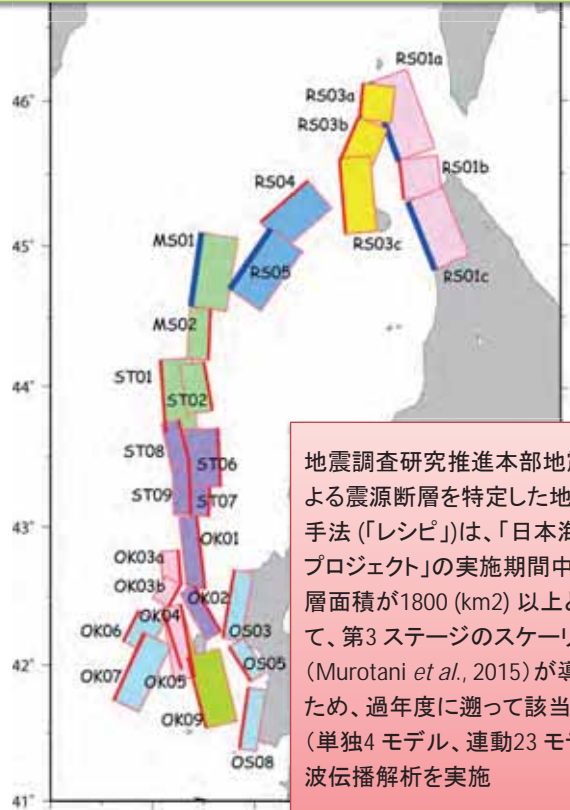 RS01a
46°
RS03a
RS03b
RS01b
RS04
MS01
RS03c
45°
RS05
RS01c
MS02
44°
ST01
ST02
ST08
ST06
ST09
ST07
43°
OK01
OK03a
OK03b
OK02
OK04
OK06
OS03
42°
OS05
OK07
OK05
OK09
OS08
41°
地震調査研究推進本部地
よる震源断層を特定した地
手法 (「レシピ」)は、「日本海
プロジェクト」の実施期間中
層面積が1800 (km2) 以上
て、第3 ステージのスケーリ
(Murotani et al., 2015)が
ため、過年度に遡って該当
(単独4 モデル、連動23 モデ
波伝播解析を実施